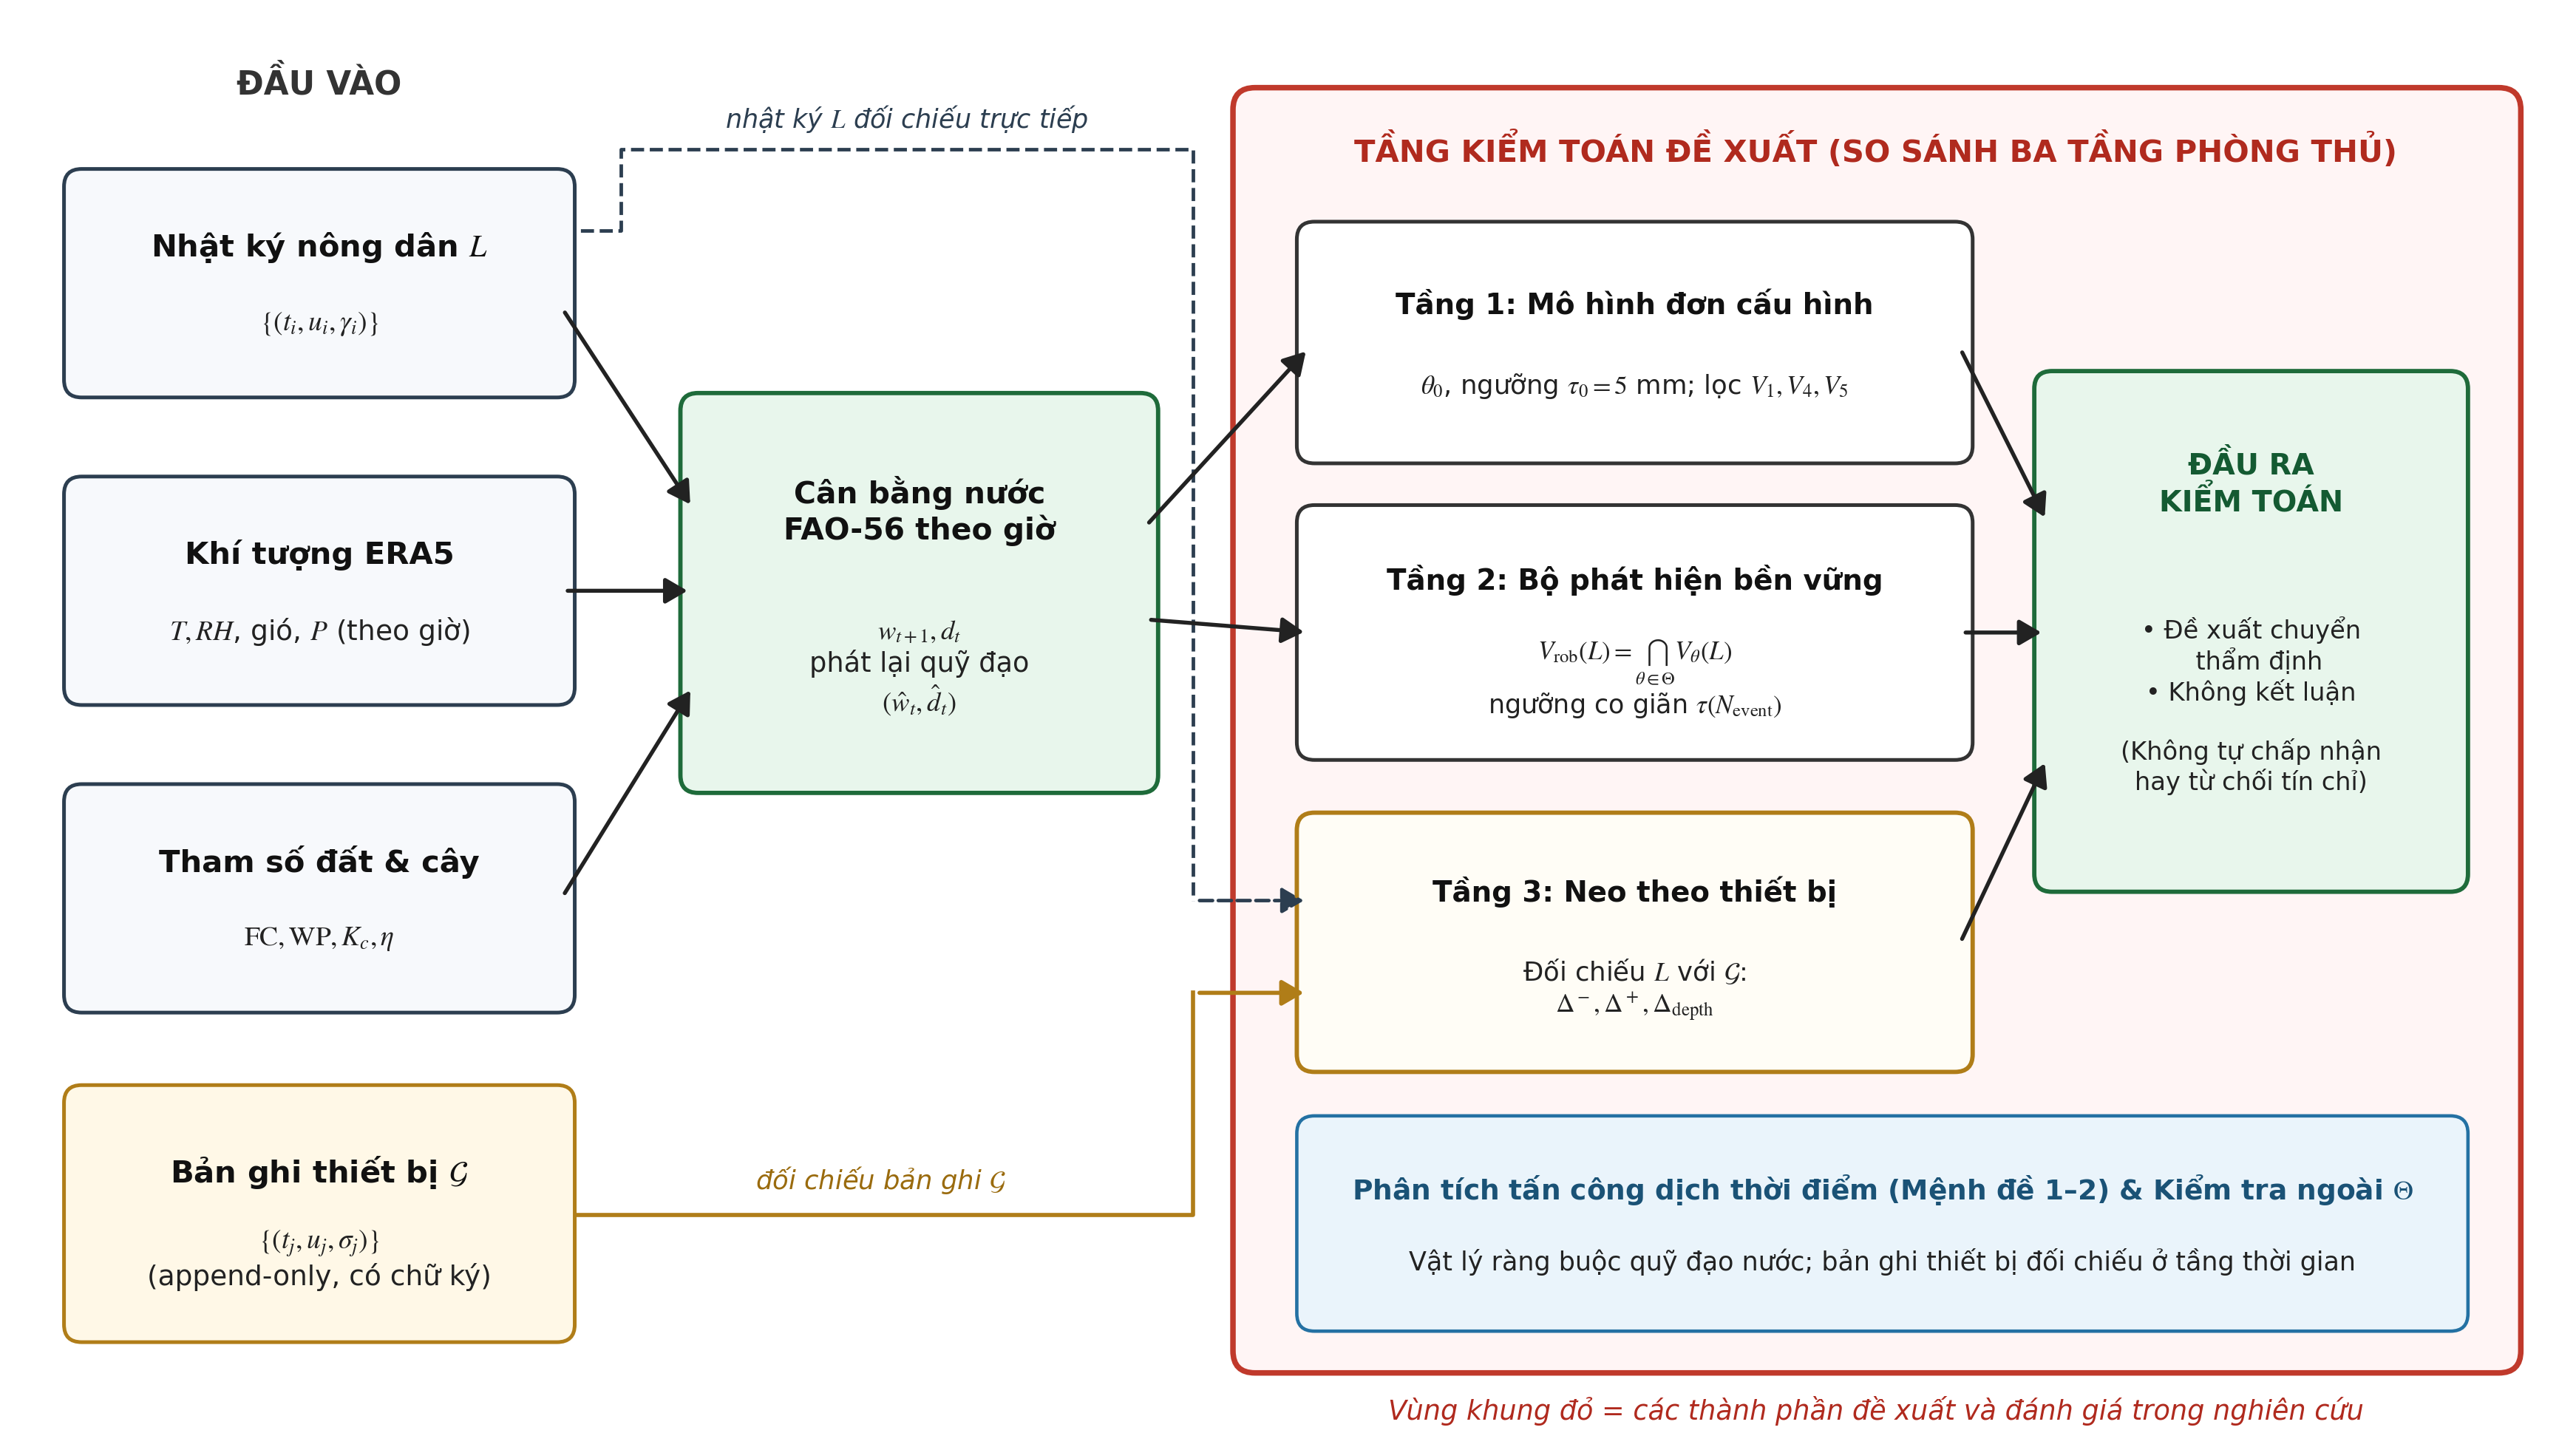 ĐẦU VÀO
nhật ký L đối chiếu trực tiếp
Nhật ký nông dân L
{(t_i, u_i, γ_i)}
Khí tượng ERA5
T, RH, gió, P (theo giờ)
Tham số đất & cây
FC, WP, K_c, η
Bản ghi thiết bị 𝒢
{(t_j, u_j, σ_j)}
(append-only, có chữ ký)
đối chiếu bản ghi 𝒢
Cân bằng nước
FAO-56 theo giờ
w_{t+1}, d_t
phát lại quỹ đạo
(ŵ_t, d̂_t)
TẦNG KIỂM TOÁN ĐỀ XUẤT (SO SÁNH BA TẦNG PHÒNG THỦ)
Tầng 1: Mô hình đơn cấu hình
θ_0, ngưỡng τ_0 = 5 mm; lọc V_1, V_4, V_5
Tầng 2: Bộ phát hiện bền vững
V_rob(L) = ⋂_{θ∈Θ} V_θ(L)
ngưỡng co giãn τ(N_event)
Tầng 3: Neo theo thiết bị
Đối chiếu L với 𝒢:
Δ^−, Δ^+, Δ_depth
ĐẦU RA
KIỂM TOÁN
• Đề xuất chuyển
thẩm định
• Không kết luận
(Không tự chấp nhận
hay từ chối tín chỉ)
Phân tích tấn công dịch thời điểm (Mệnh đề 1–2) & Kiểm tra ngoài Θ
Vật lý ràng buộc quỹ đạo nước; bản ghi thiết bị đối chiếu ở tầng thời gian
Vùng khung đỏ = các thành phần đề xuất và đánh giá trong nghiên cứu